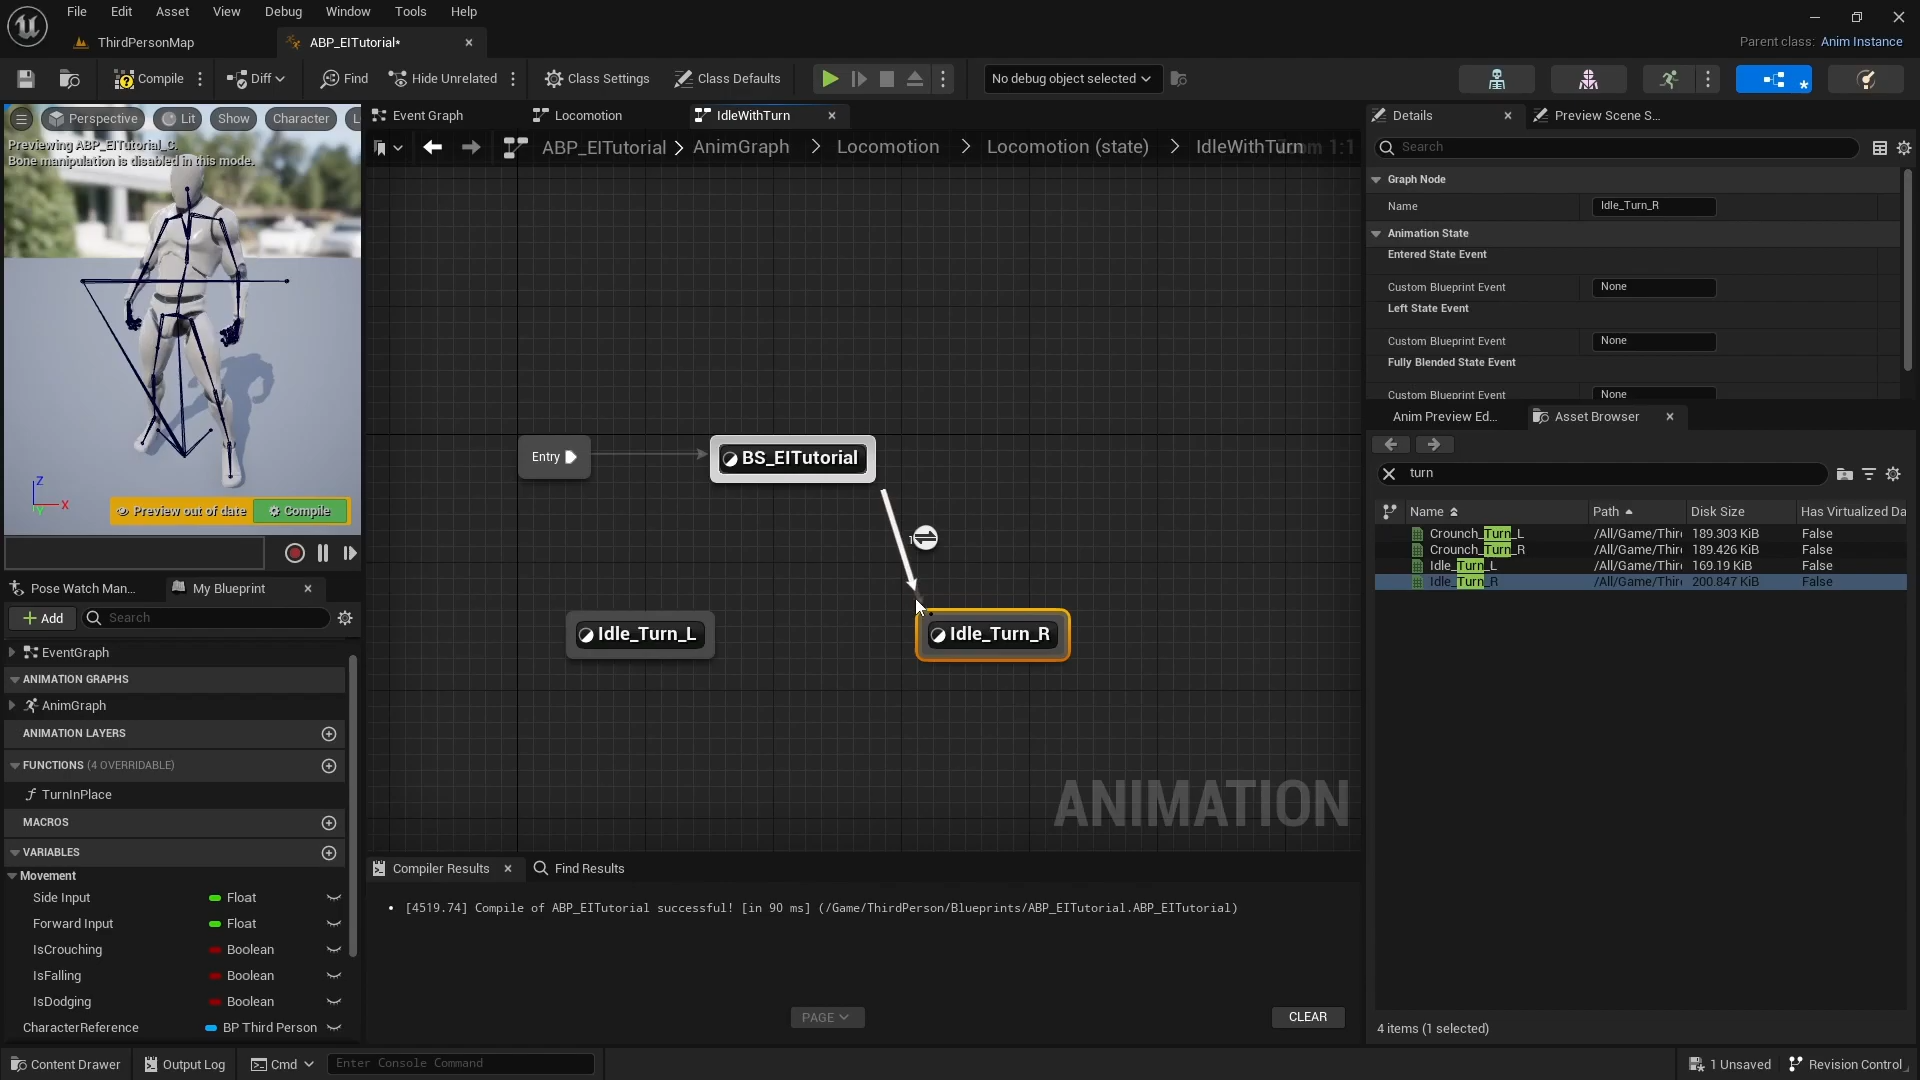 File Edit View Asset Debug Window Tools Help
ThirdPersonMap
ABP_EITutorial*
Parent class: Anim Instance
Compile
Diff
Find
Hide Unrelated
Class Settings
Class Defaults
No debug object selected
Perspective
Lit
Show
Character
L
Previewing ABP_EITutorial_C.
Bone manipulation is disabled in this mode.
Z
X
Y
Preview out of date
Compile
Event Graph
Locomotion
IdleWithTurn
ABP_EITutorial
AnimGraph
Locomotion
Locomotion (state)
IdleWithTurn
Zoom 1:1
Entry
BS_EITutorial
1
Idle_Turn_L
Idle_Turn_R
ANIMATION
Pose Watch Man...
My Blueprint
Add
Search
EventGraph
ANIMATION GRAPHS
AnimGraph
ANIMATION LAYERS
FUNCTIONS (4 OVERRIDABLE)
TurnInPlace
MACROS
VARIABLES
Movement
Side Input Float
Forward Input Float
IsCrouching Boolean
IsFalling Boolean
IsDodging Boolean
CharacterReference BP Third Person
Compiler Results
Find Results
[4519.74] Compile of ABP_EITutorial successful! [in 90 ms] (/Game/ThirdPerson/Blueprints/ABP_EITutorial.ABP_EITutorial)
PAGE
CLEAR
Details
Preview Scene S...
Search
Graph Node
Name Idle_Turn_R
Animation State
Entered State Event
Custom Blueprint Event None
Left State Event
Custom Blueprint Event None
Fully Blended State Event
Custom Blueprint Event None
Anim Preview Ed...
Asset Browser
turn
Name Path Disk Size Has Virtualized Da
Crounch_Turn_L /All/Game/Thir 189.303 KiB False
Crounch_Turn_R /All/Game/Thir 189.426 KiB False
Idle_Turn_L /All/Game/Thir 169.19 KiB False
Idle_Turn_R /All/Game/Thir 200.847 KiB False
4 items (1 selected)
Content Drawer
Output Log
Cmd
Enter Console Command
1 Unsaved
Revision Control